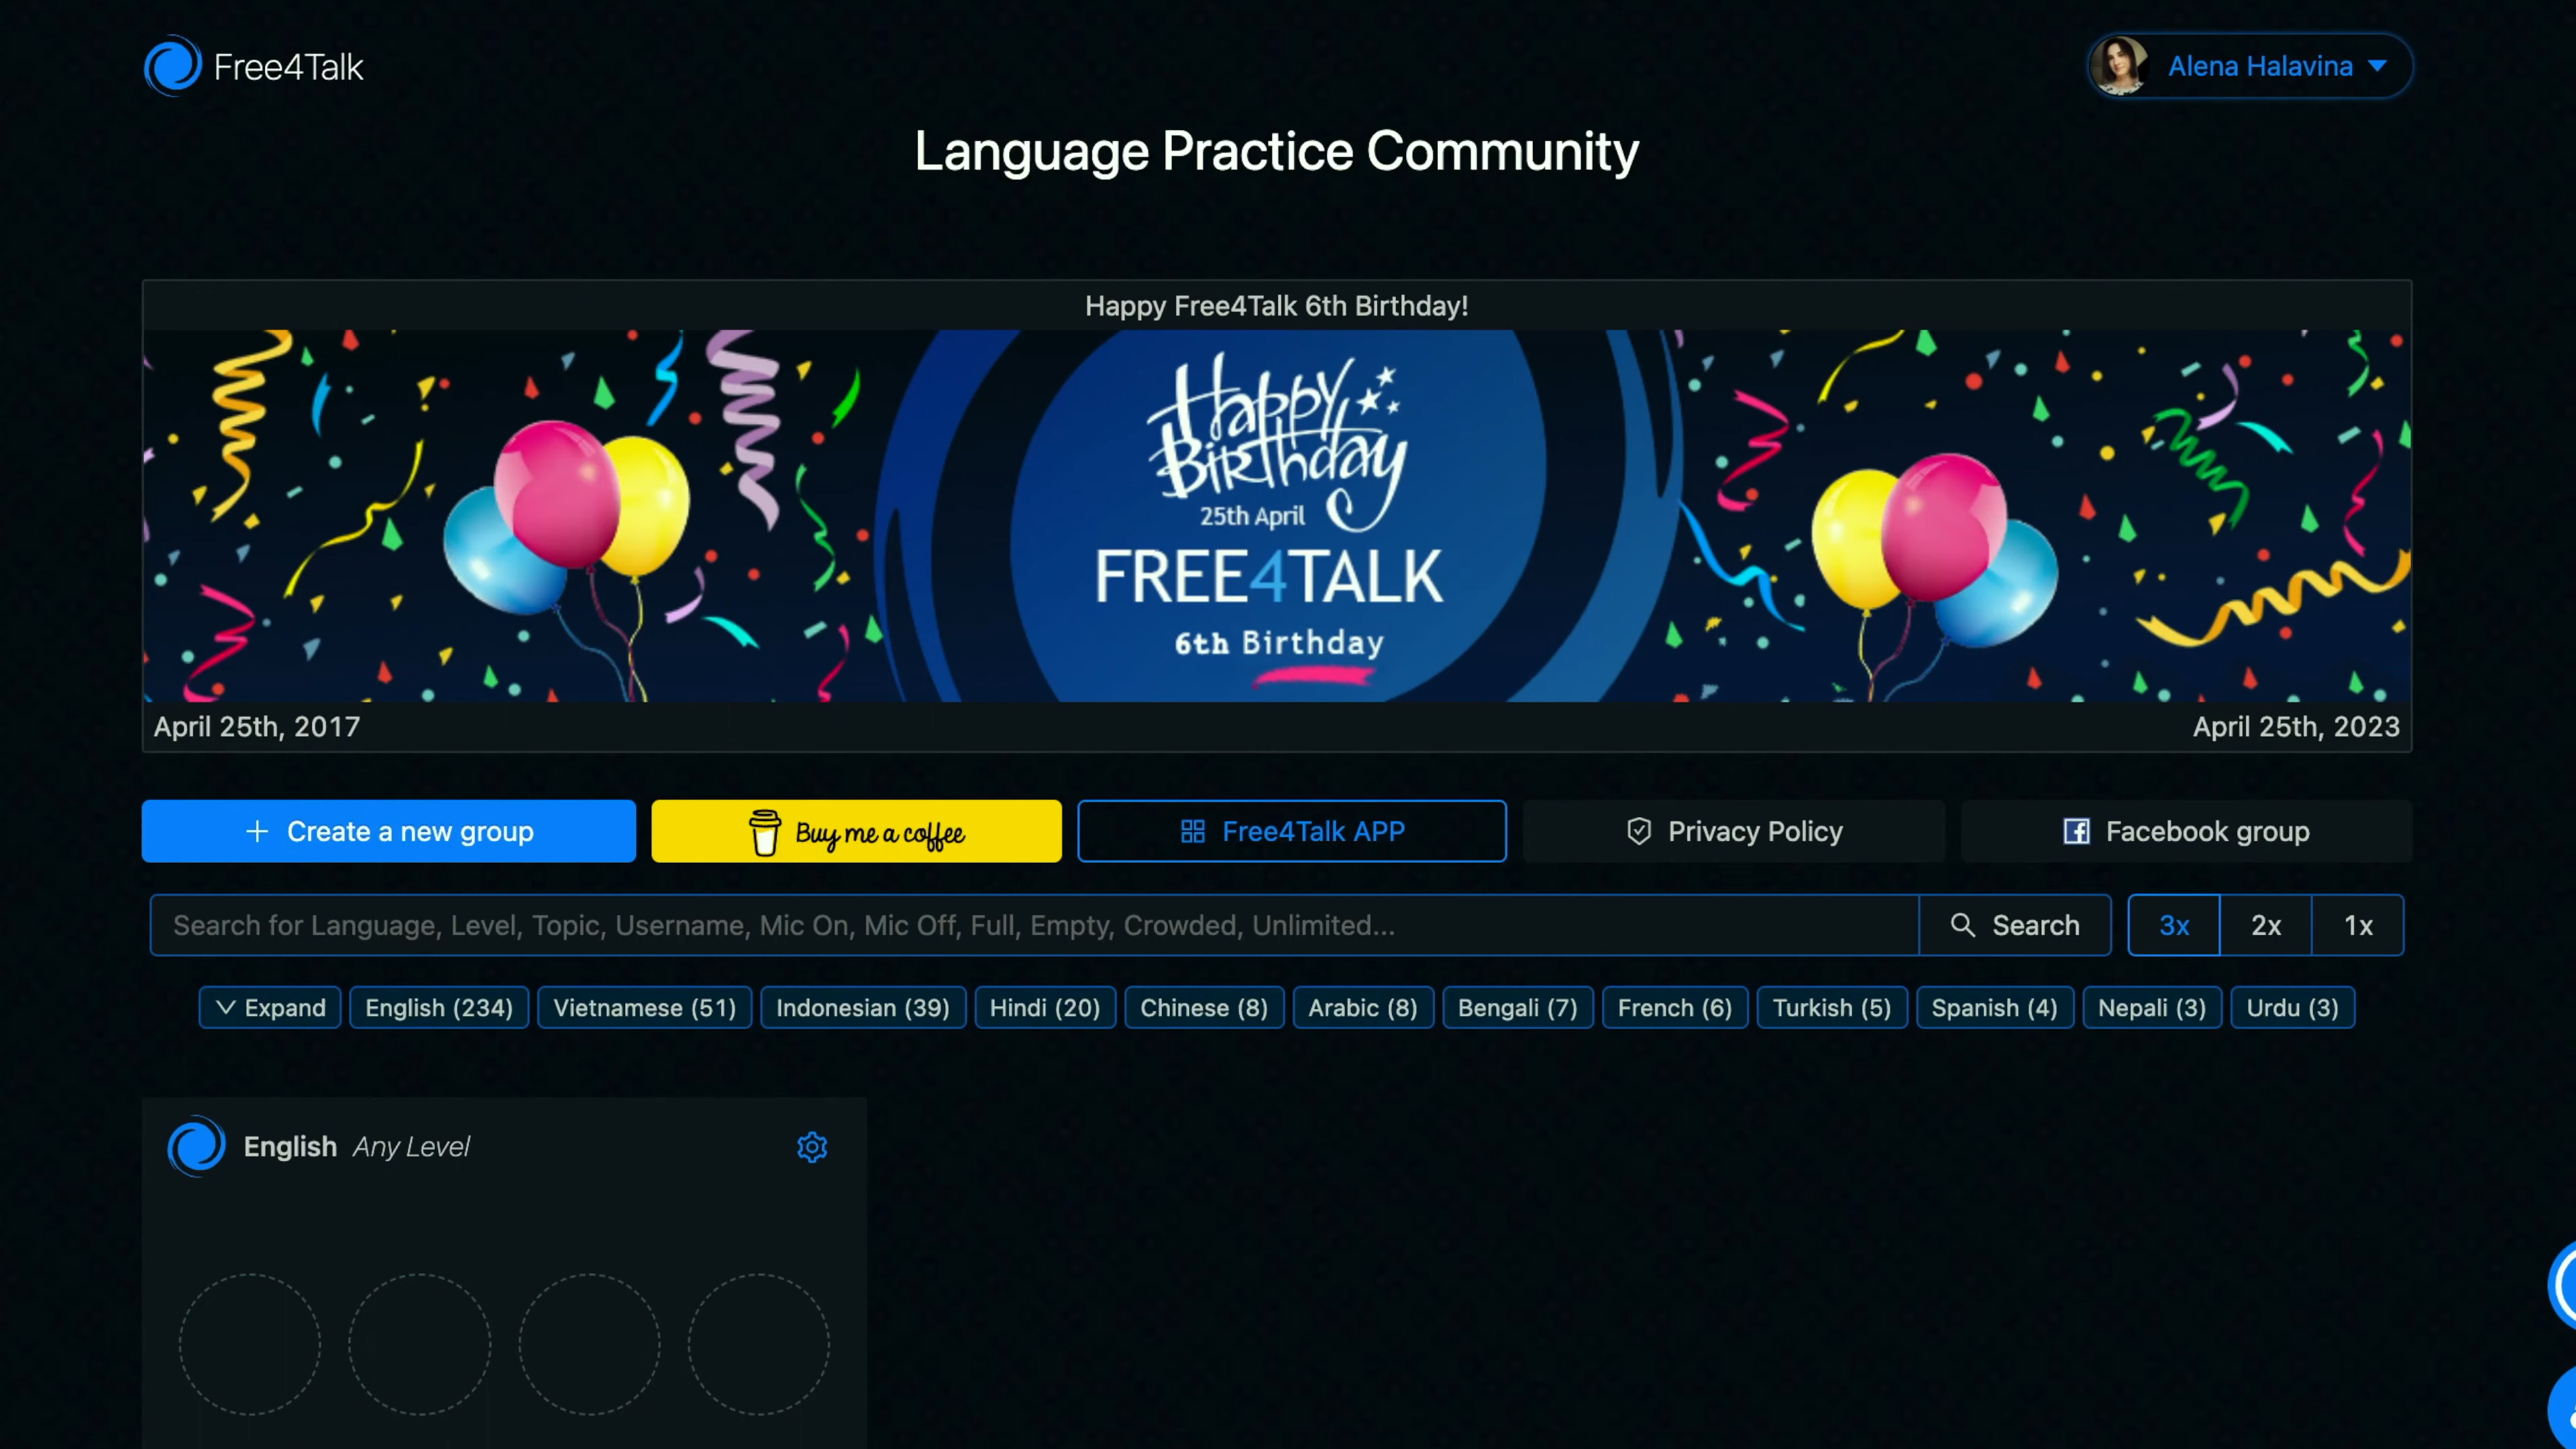 Free4Talk
Alena Halavina
Language Practice Community
Happy Free4Talk 6th Birthday!
Happy
Birthday
25th April
FREE4TALK
6th Birthday
April 25th, 2017
April 25th, 2023
Create a new group
Buy me a coffee
Free4Talk APP
Privacy Policy
Facebook group
Search for Language, Level, Topic, Username, Mic On, Mic Off, Full, Empty, Crowded, Unlimited...
Search
3x
2x
1x
Expand
English (234)
Vietnamese (51)
Indonesian (39)
Hindi (20)
Chinese (8)
Arabic (8)
Bengali (7)
French (6)
Turkish (5)
Spanish (4)
Nepali (3)
Urdu (3)
English Any Level